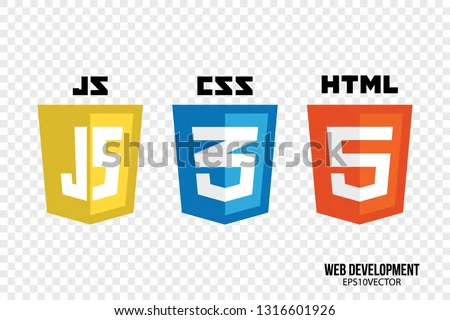 JS CSS HTML
JS 3 5
WEB DEVELOPMENT
EPS10VECTOR
www.shutterstock.com · 1316601926